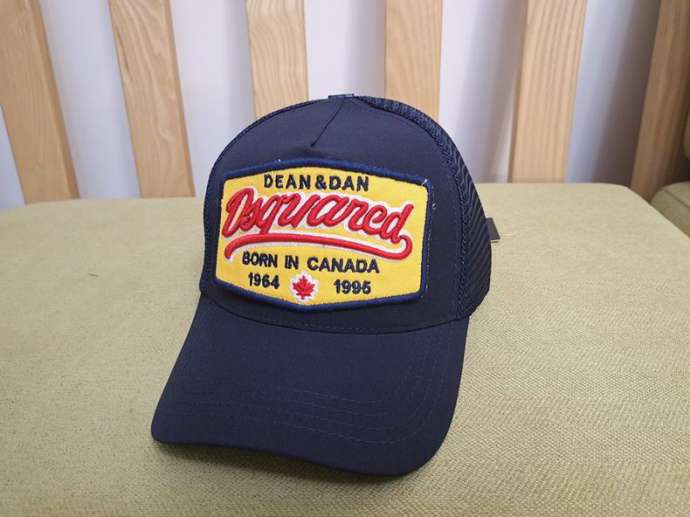 DEAN & DAN
Dsquared
BORN IN CANADA
1964 1995